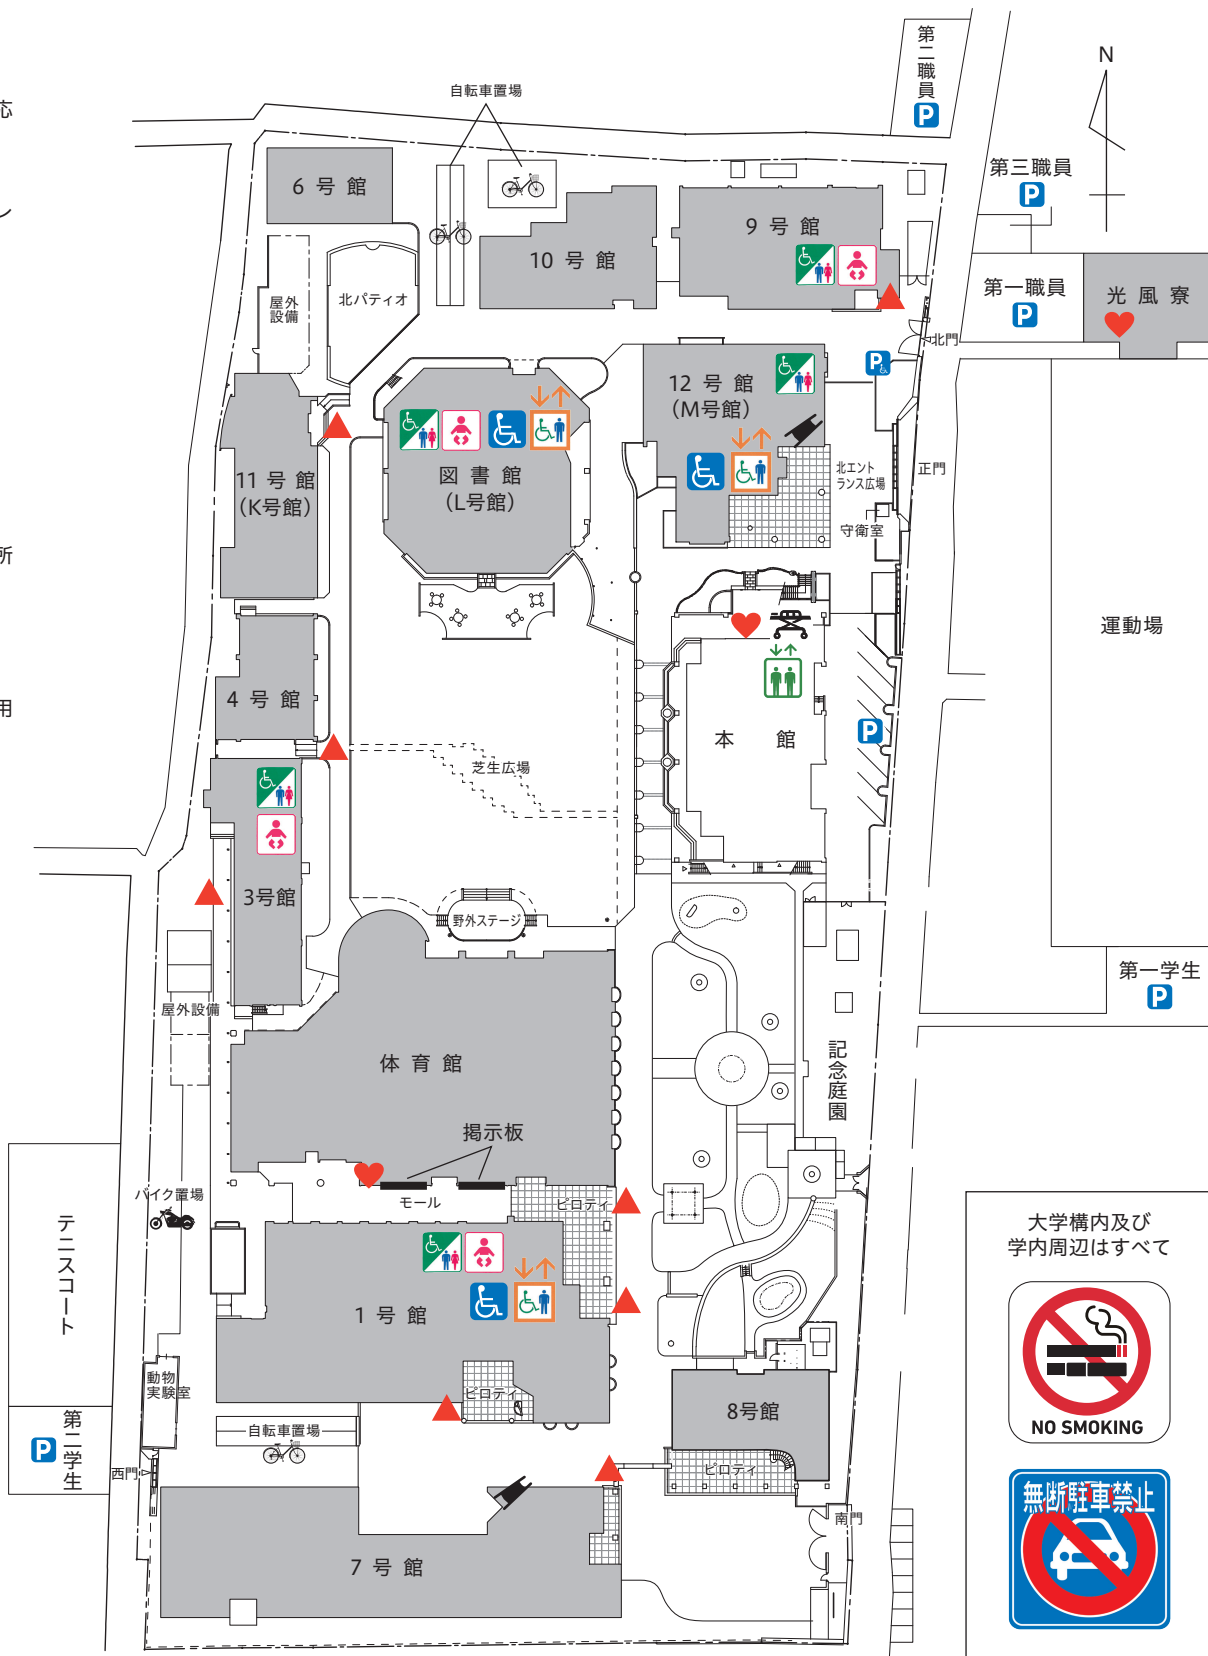 応
レ
所
用
第二職員
P
N
自転車置場
第三職員
P
6 号 館
9 号 館
10 号 館
第一職員
P
光 風 寮
屋外
設備
北パティオ
北門
P
12 号 館
(M号館)
図 書 館
(L号館)
11 号 館
(K号館)
北エント
ランス広場
正門
守衛室
運動場
4 号 館
本 館
P
芝生広場
3号館
野外ステージ
第一学生
P
屋外設備
記念庭園
体 育 館
掲示板
モール
ピロティ
バイク置場
テニスコート
大学構内及び
学内周辺はすべて
1 号 館
NO SMOKING
動物
実験室
ピロティ
8号館
自転車置場
P
第二学生
西門
ピロティ
無断駐車禁止
南門
7 号 館